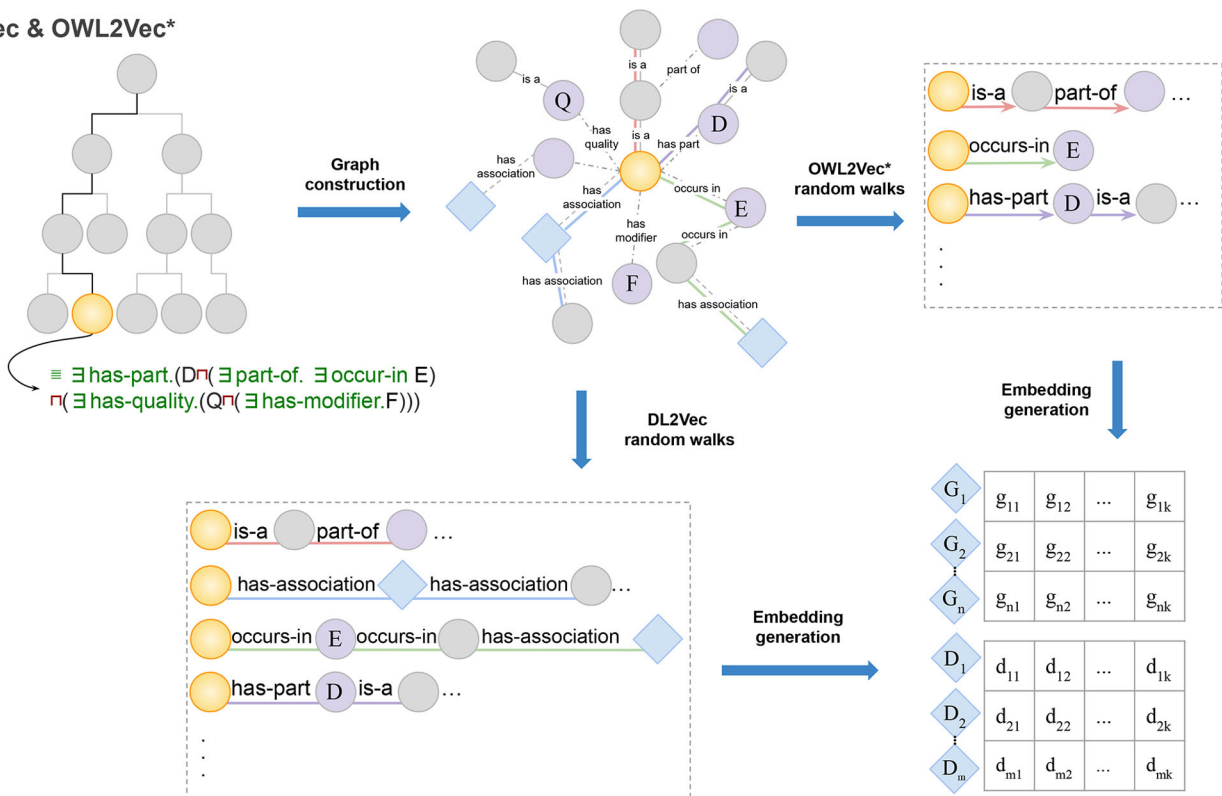 ec & OWL2Vec*
is a
Q
has
quality
is a
is a
part of
is a
D
has part
has
association
has
association
occurs in
E
occurs in
has
modifier
F
has association
has association
Graph
construction
OWL2Vec*
random walks
is-a part-of ...
occurs-in E
has-part D is-a ...
.
.
.
≡ ∃has-part.(D⊓(∃part-of. ∃occur-in E)
⊓(∃has-quality.(Q⊓(∃has-modifier.F)))
DL2Vec
random walks
Embedding
generation
is-a part-of ...
has-association has-association ...
occurs-in E occurs-in has-association
has-part D is-a ...
.
.
.
Embedding
generation
G₁ g₁₁ g₁₂ ... g₁ₖ
G₂ g₂₁ g₂₂ ... g₂ₖ
Gₙ gₙ₁ gₙ₂ ... gₙₖ
D₁ d₁₁ d₁₂ ... d₁ₖ
D₂ d₂₁ d₂₂ ... d₂ₖ
Dₘ dₘ₁ dₘ₂ ... dₘₖ